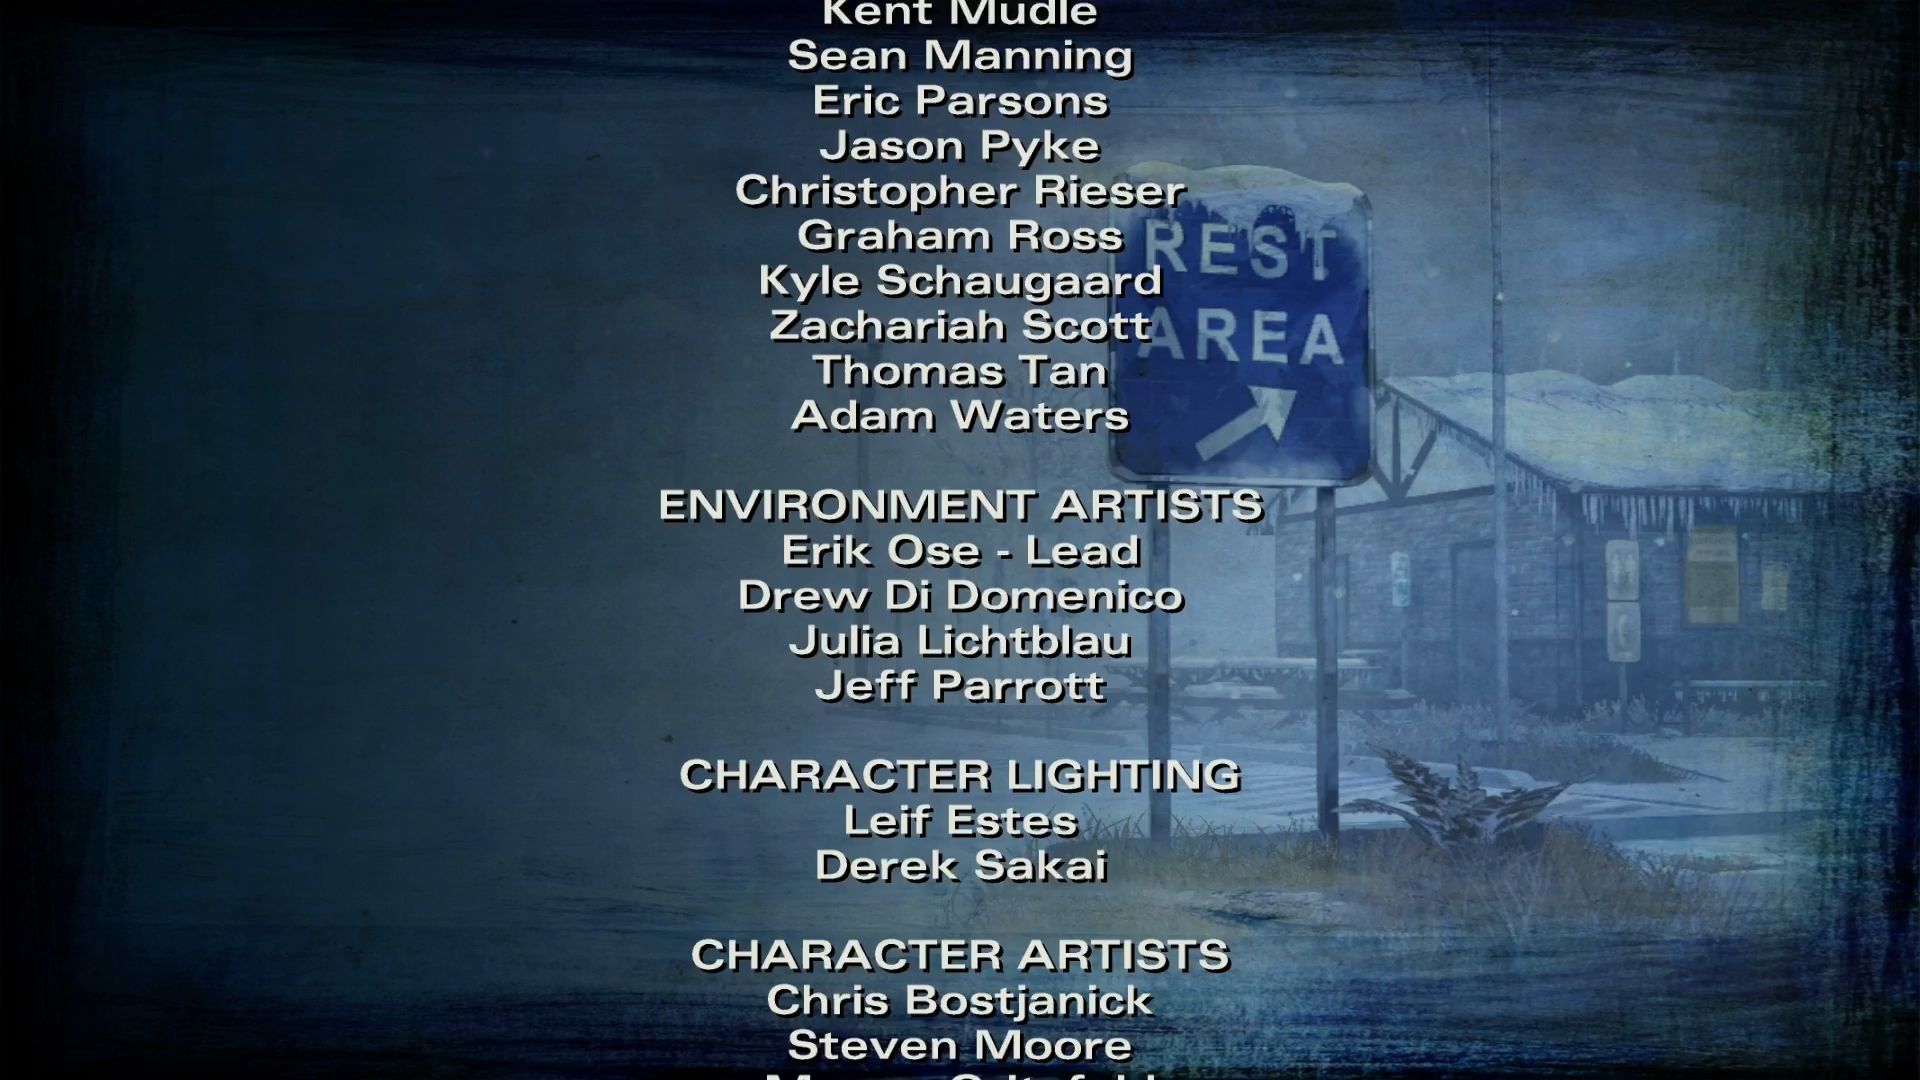 Kent Mudle
Sean Manning
Eric Parsons
Jason Pyke
Christopher Rieser
Graham Ross
Kyle Schaugaard
Zachariah Scott
Thomas Tan
Adam Waters
REST
AREA
ENVIRONMENT ARTISTS
Erik Ose - Lead
Drew Di Domenico
Julia Lichtblau
Jeff Parrott
CHARACTER LIGHTING
Leif Estes
Derek Sakai
CHARACTER ARTISTS
Chris Bostjanick
Steven Moore